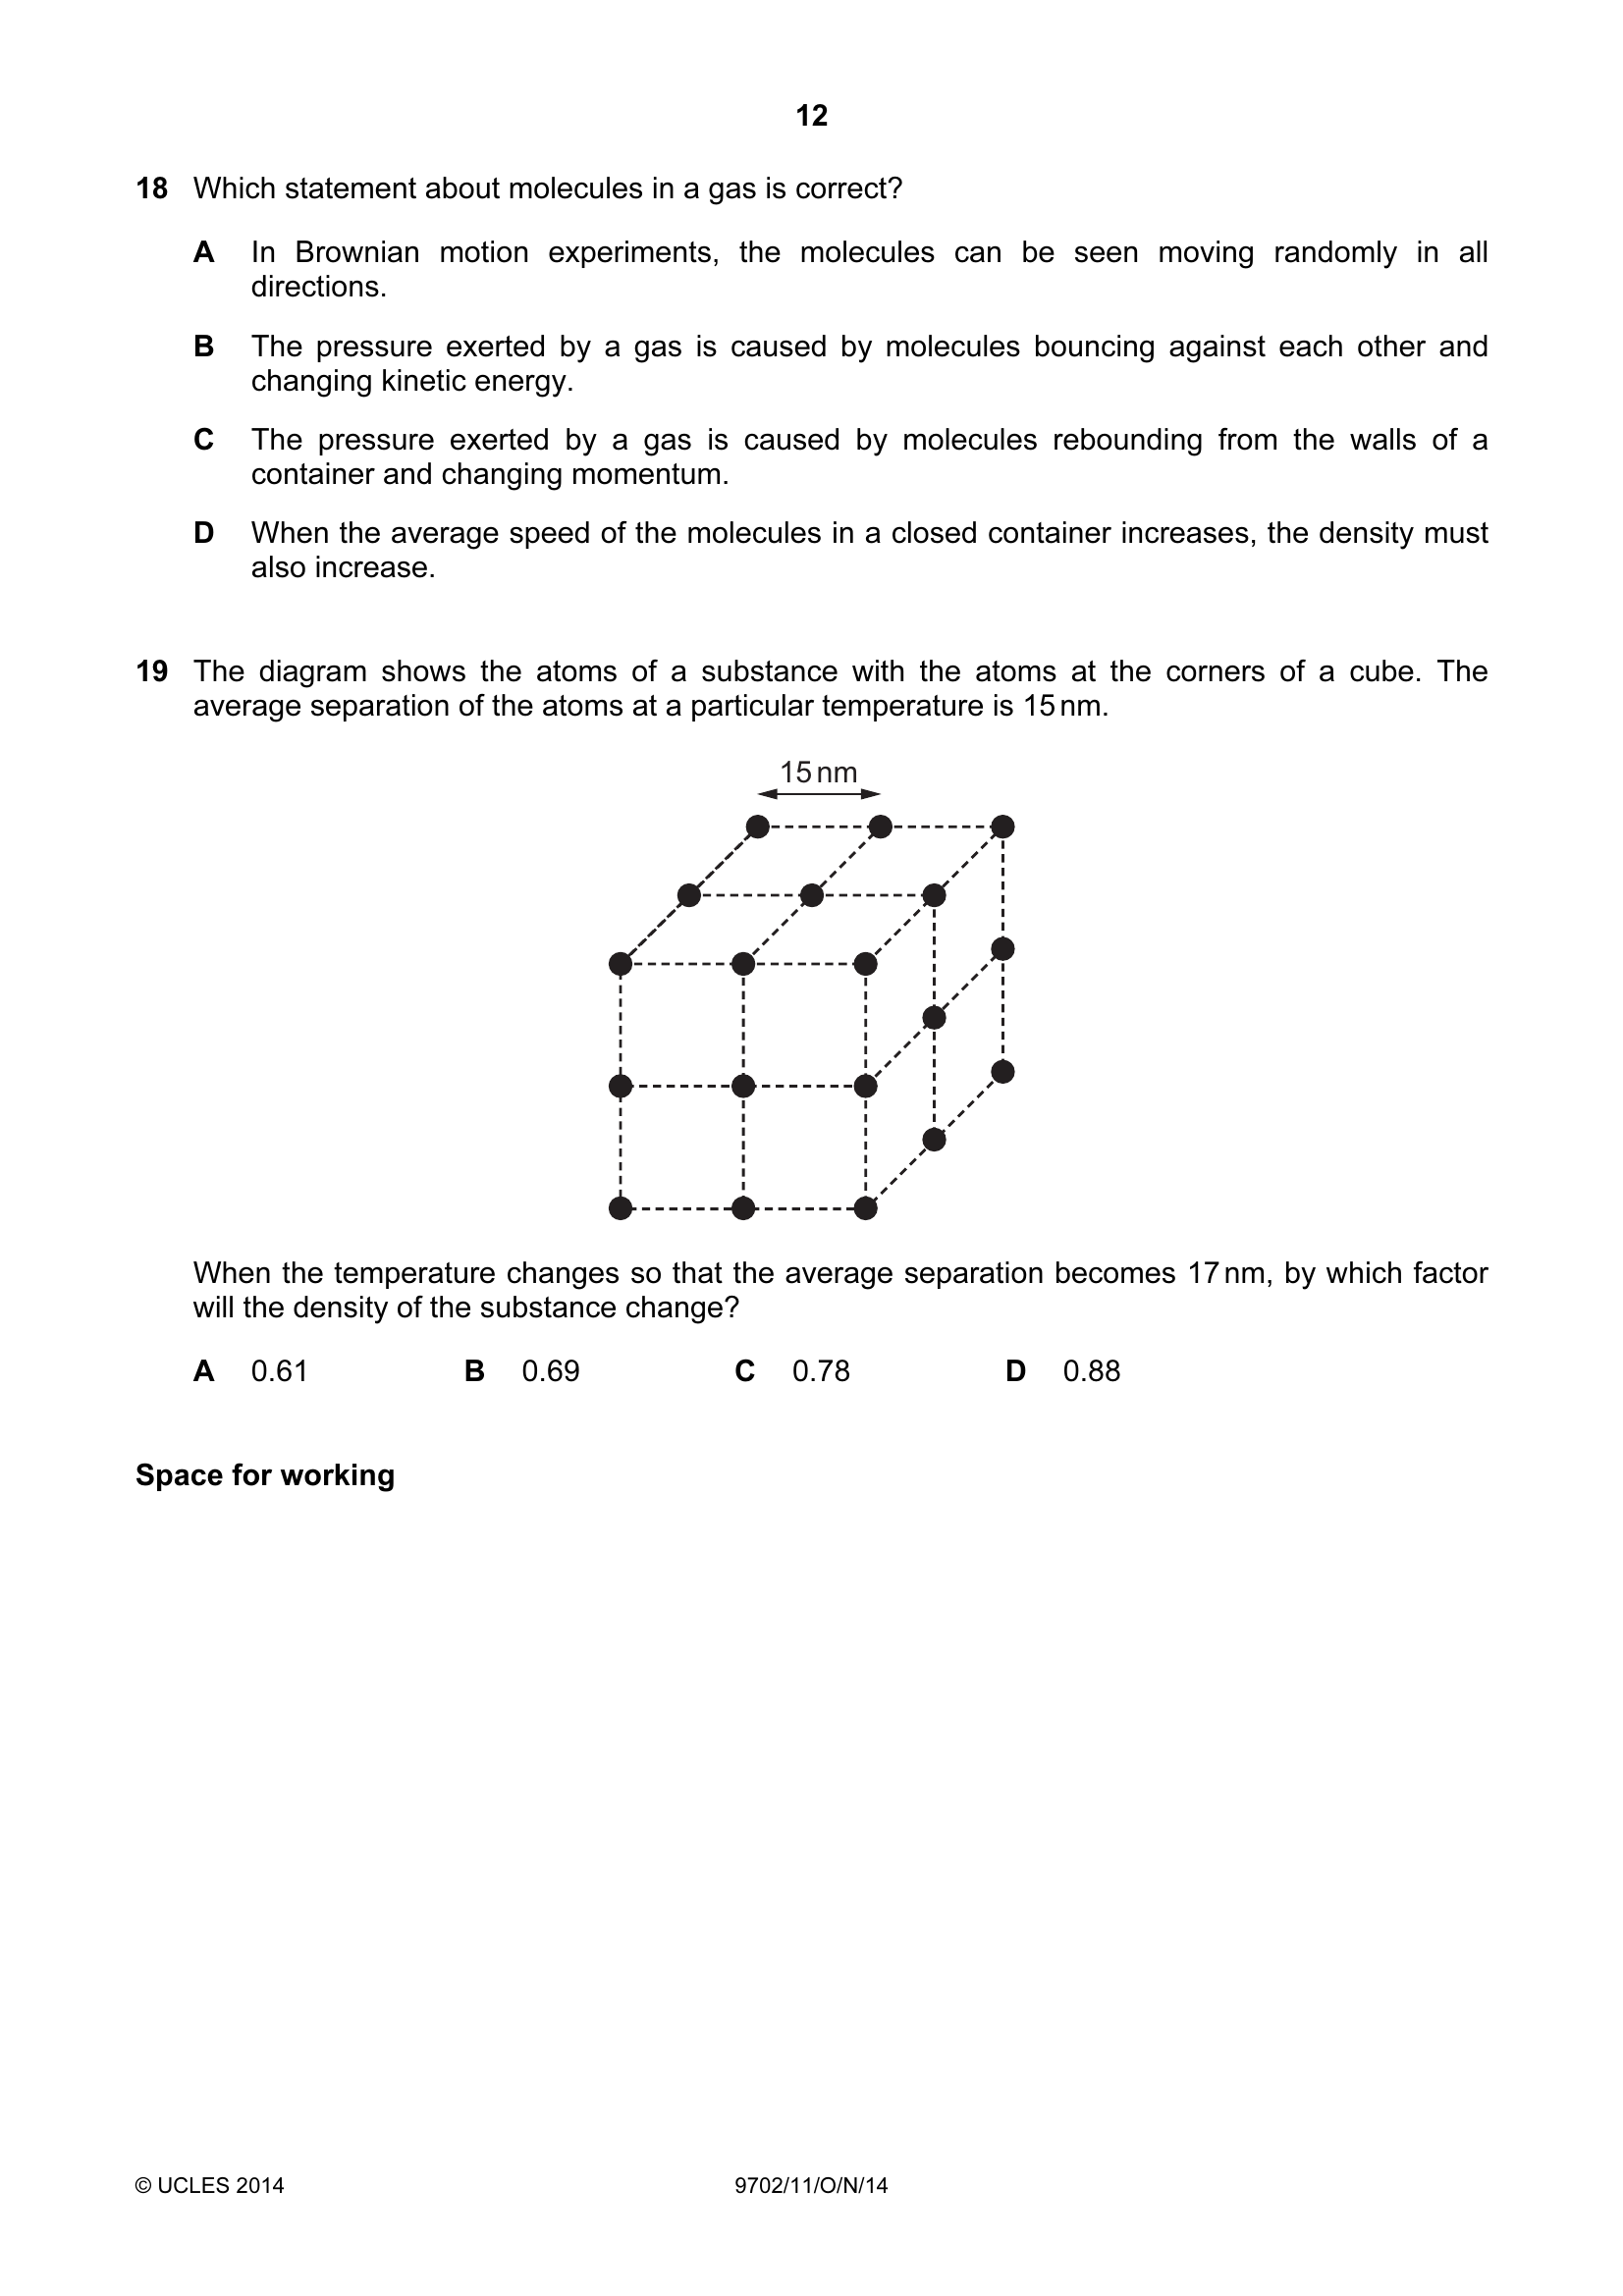 12
18 Which statement about molecules in a gas is correct?
A In Brownian motion experiments, the molecules can be seen moving randomly in all
directions.
B The pressure exerted by a gas is caused by molecules bouncing against each other and
changing kinetic energy.
C The pressure exerted by a gas is caused by molecules rebounding from the walls of a
container and changing momentum.
D When the average speed of the molecules in a closed container increases, the density must
also increase.
19 The diagram shows the atoms of a substance with the atoms at the corners of a cube. The
average separation of the atoms at a particular temperature is 15 nm.
15 nm
When the temperature changes so that the average separation becomes 17 nm, by which factor
will the density of the substance change?
A 0.61 B 0.69 C 0.78 D 0.88
Space for working
© UCLES 2014 9702/11/O/N/14